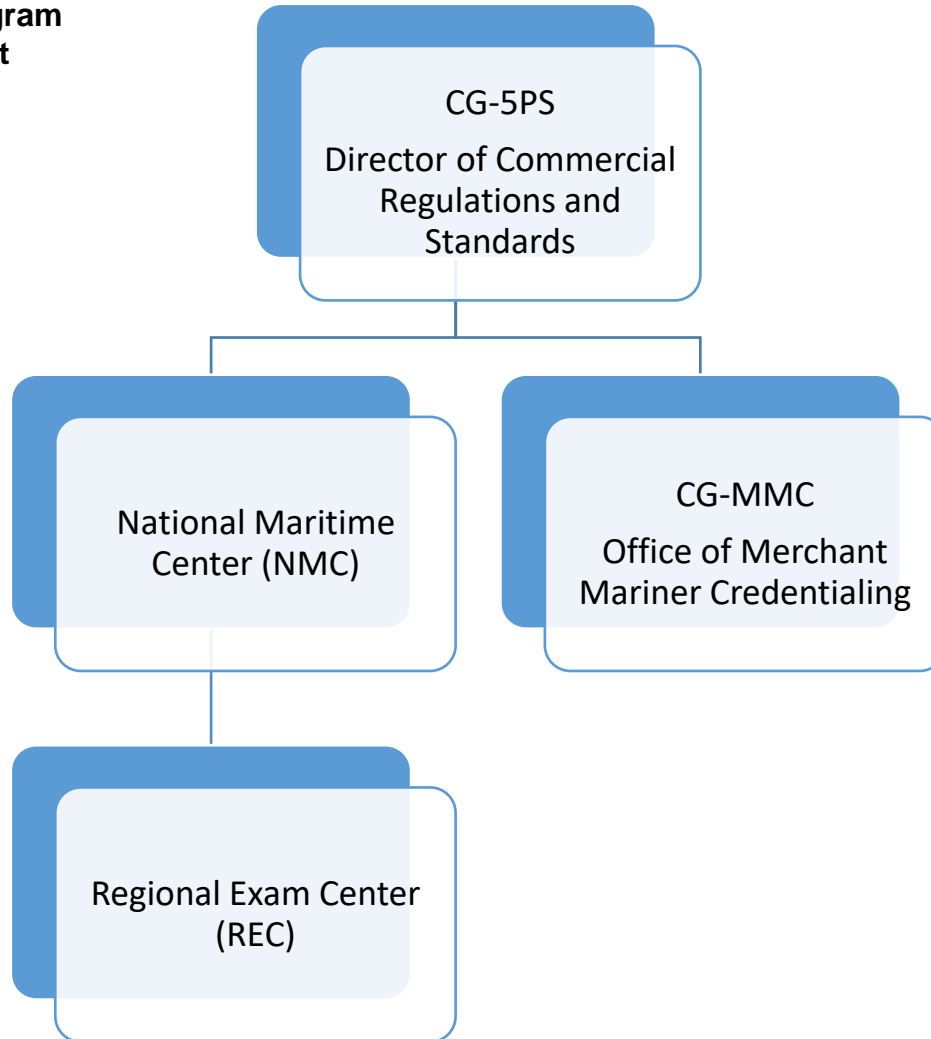 CG-5PS
Director of Commercial
Regulations and
Standards
National Maritime
Center (NMC)
CG-MMC
Office of Merchant
Mariner Credentialing
Regional Exam Center
(REC)